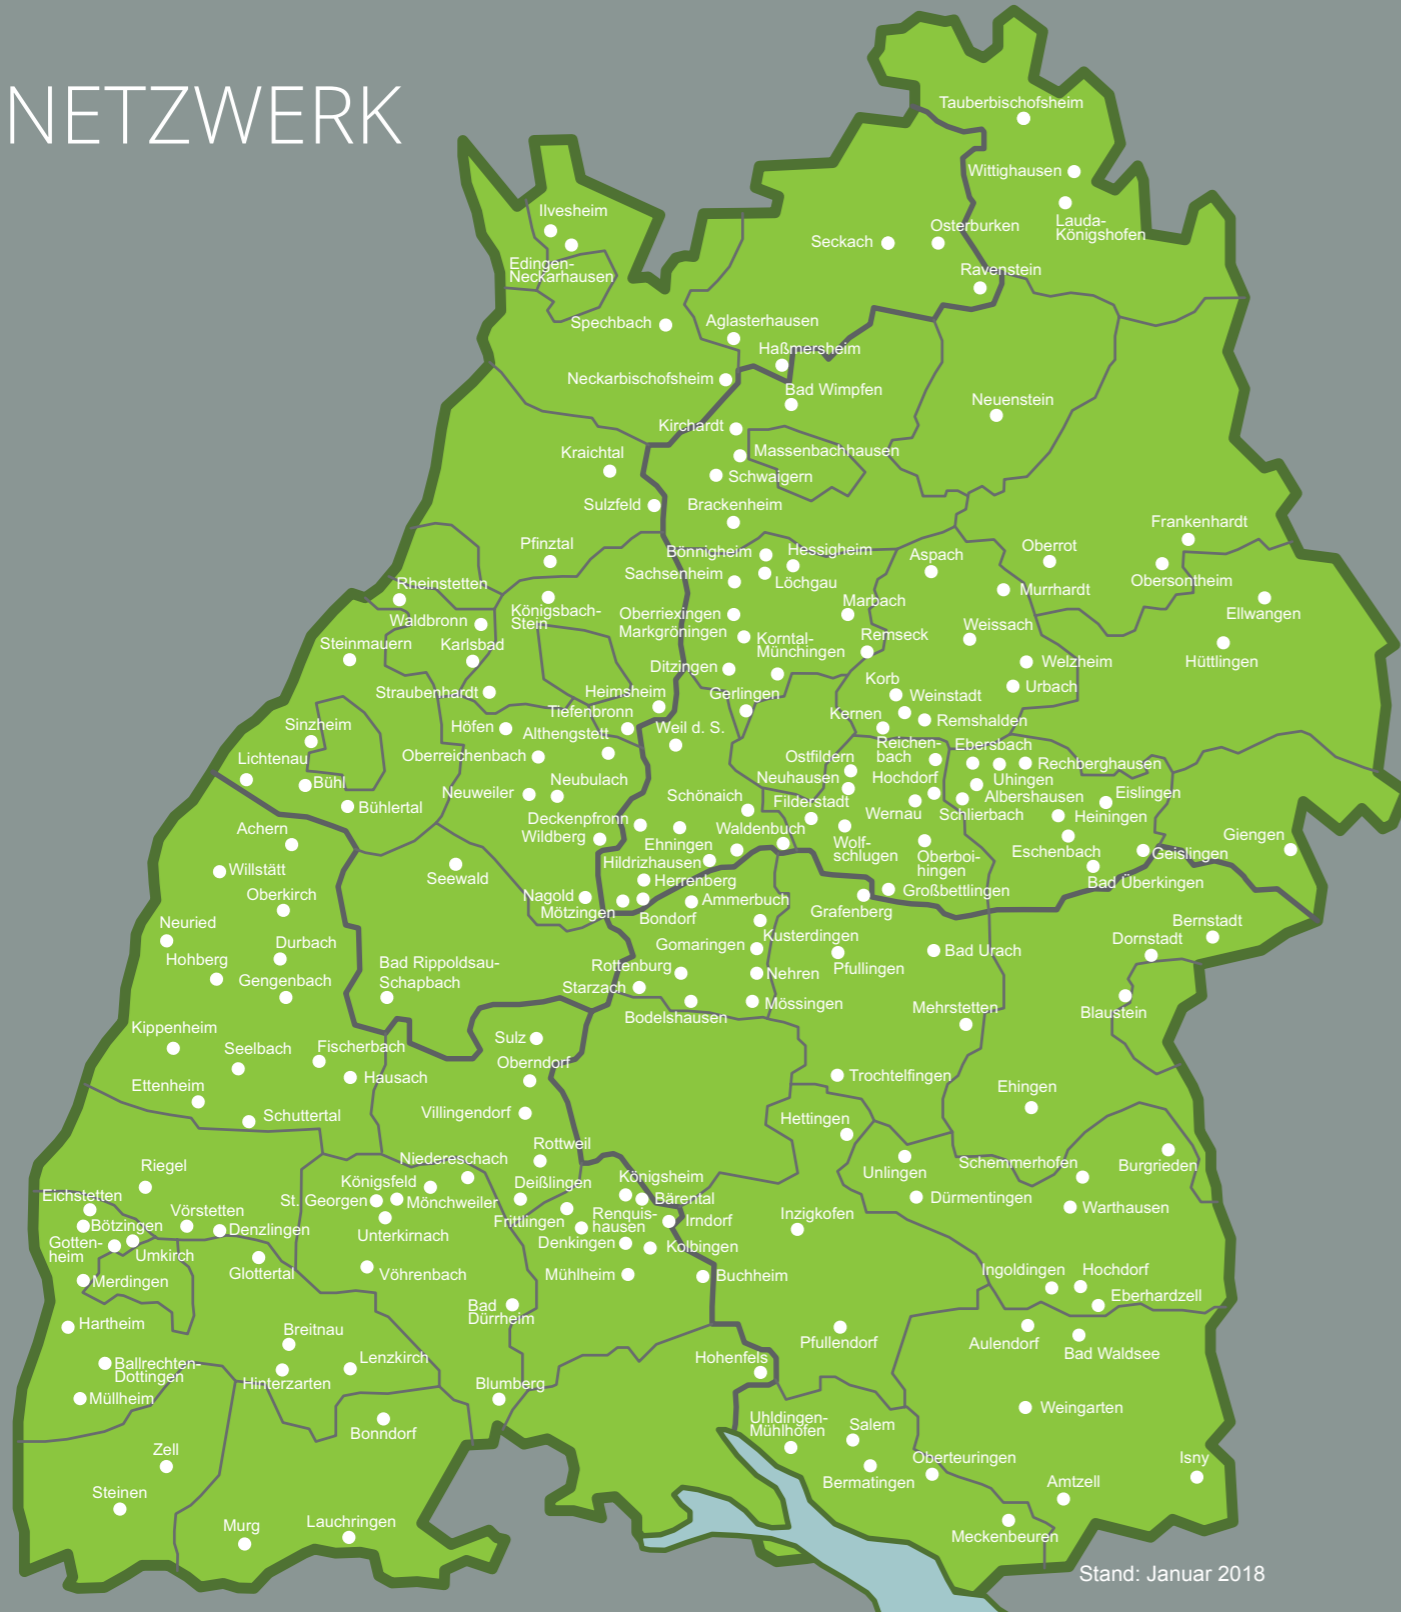 NETZWERK
Tauberbischofsheim
Wittighausen
Lauda-
Königshofen
Ilvesheim
Edingen-
Neckarhausen
Seckach
Osterburken
Ravenstein
Spechbach
Aglasterhausen
Haßmersheim
Neckarbischofsheim
Bad Wimpfen
Neuenstein
Kirchardt
Massenbachhausen
Kraichtal
Schwaigern
Sulzfeld
Brackenheim
Frankenhardt
Pfinztal
Bönnigheim
Hessigheim
Aspach
Oberrot
Obersontheim
Sachsenheim
Löchgau
Rheinstetten
Murrhardt
Ellwangen
Königsbach-
Stein
Waldbronn
Oberriexingen
Marbach
Markgröningen
Weissach
Steinmauern
Karlsbad
Korntal-
Münchingen
Remseck
Ditzingen
Welzheim
Hüttlingen
Straubenhardt
Heimsheim
Gerlingen
Korb
Weinstadt
Urbach
Tiefenbronn
Kernen
Remshalden
Sinzheim
Höfen
Althengstett
Weil d. S.
Lichtenau
Oberreichenbach
Ostfildern
Reichen-
bach
Ebersbach
Rechberghausen
Bühl
Neubulach
Neuhausen
Hochdorf
Uhingen
Bühlertal
Neuweiler
Schönaich
Filderstadt
Albershausen
Eislingen
Deckenpfronn
Wernau
Schlierbach
Heiningen
Achern
Wildberg
Ehningen
Waldenbuch
Wolf-
schlugen
Oberboi-
hingen
Eschenbach
Geislingen
Giengen
Hildrizhausen
Willstätt
Seewald
Herrenberg
Bad Überkingen
Oberkirch
Nagold
Ammerbuch
Großbettlingen
Mötzingen
Bondorf
Grafenberg
Neuried
Kusterdingen
Bernstadt
Durbach
Gomaringen
Bad Urach
Dornstadt
Hohberg
Bad Rippoldsau-
Schapbach
Rottenburg
Nehren
Pfullingen
Gengenbach
Starzach
Mössingen
Bodelshausen
Mehrstetten
Blaustein
Kippenheim
Sulz
Seelbach
Fischerbach
Oberndorf
Hausach
Trochtelfingen
Ettenheim
Ehingen
Schuttertal
Villingendorf
Hettingen
Riegel
Niedereschach
Rottweil
Unlingen
Schemmerhofen
Burgrieden
Eichstetten
Königsfeld
Deißlingen
Königsheim
Dürmentingen
St. Georgen
Mönchweiler
Bärental
Warthausen
Bötzingen
Vörstetten
Denzlingen
Frittlingen
Renquis-
hausen
Irndorf
Inzigkofen
Gotten-
heim
Umkirch
Unterkirnach
Denkingen
Kolbingen
Glottertal
Vöhrenbach
Mühlheim
Buchheim
Merdingen
Ingoldingen
Hochdorf
Eberhardzell
Hartheim
Bad
Dürrheim
Breitnau
Pfullendorf
Aulendorf
Bad Waldsee
Ballrechten-
Dottingen
Lenzkirch
Hohenfels
Hinterzarten
Blumberg
Müllheim
Weingarten
Bonndorf
Uhldingen-
Mühlhofen
Salem
Zell
Oberteuringen
Isny
Bermatingen
Steinen
Amtzell
Murg
Lauchringen
Meckenbeuren
Stand: Januar 2018